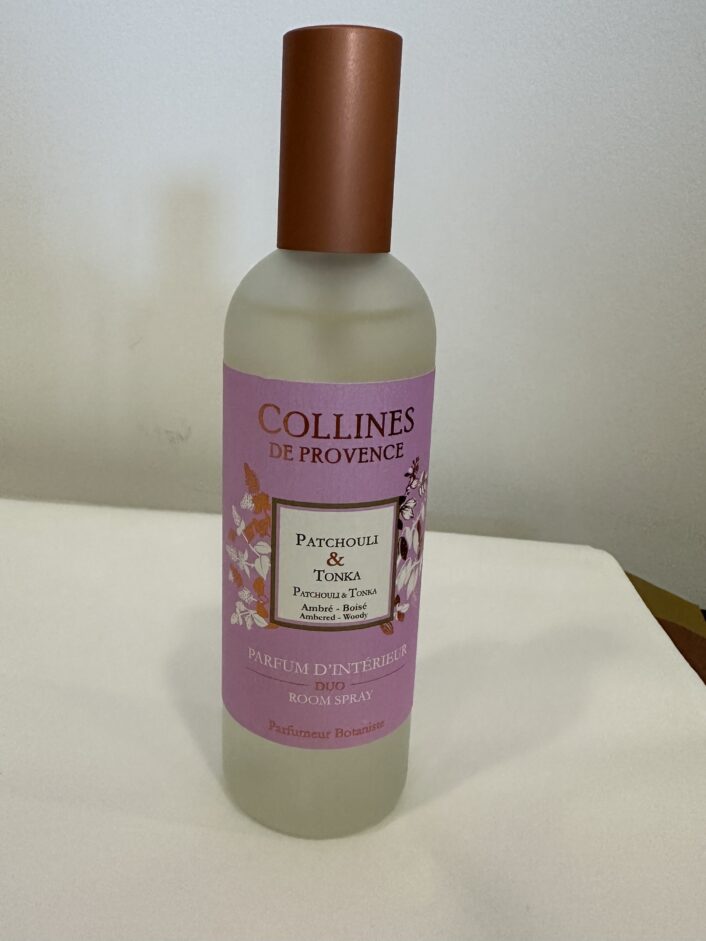 COLLINES
DE PROVENCE
PATCHOULI
&
TONKA
PATCHOULI & TONKA
Ambré - Boisé
Ambered - Woody
PARFUM D'INTÉRIEUR
DUO
ROOM SPRAY
Parfumeur Botaniste